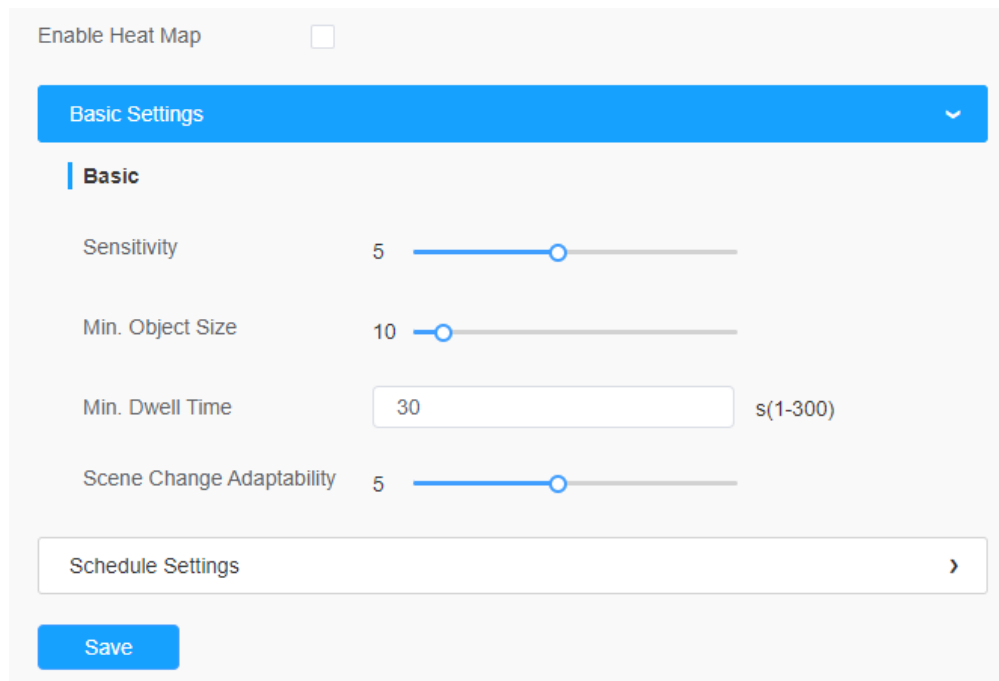 Enable Heat Map
Basic Settings
Basic
Sensitivity 5
Min. Object Size 10
Min. Dwell Time 30 s(1-300)
Scene Change Adaptability 5
Schedule Settings
Save